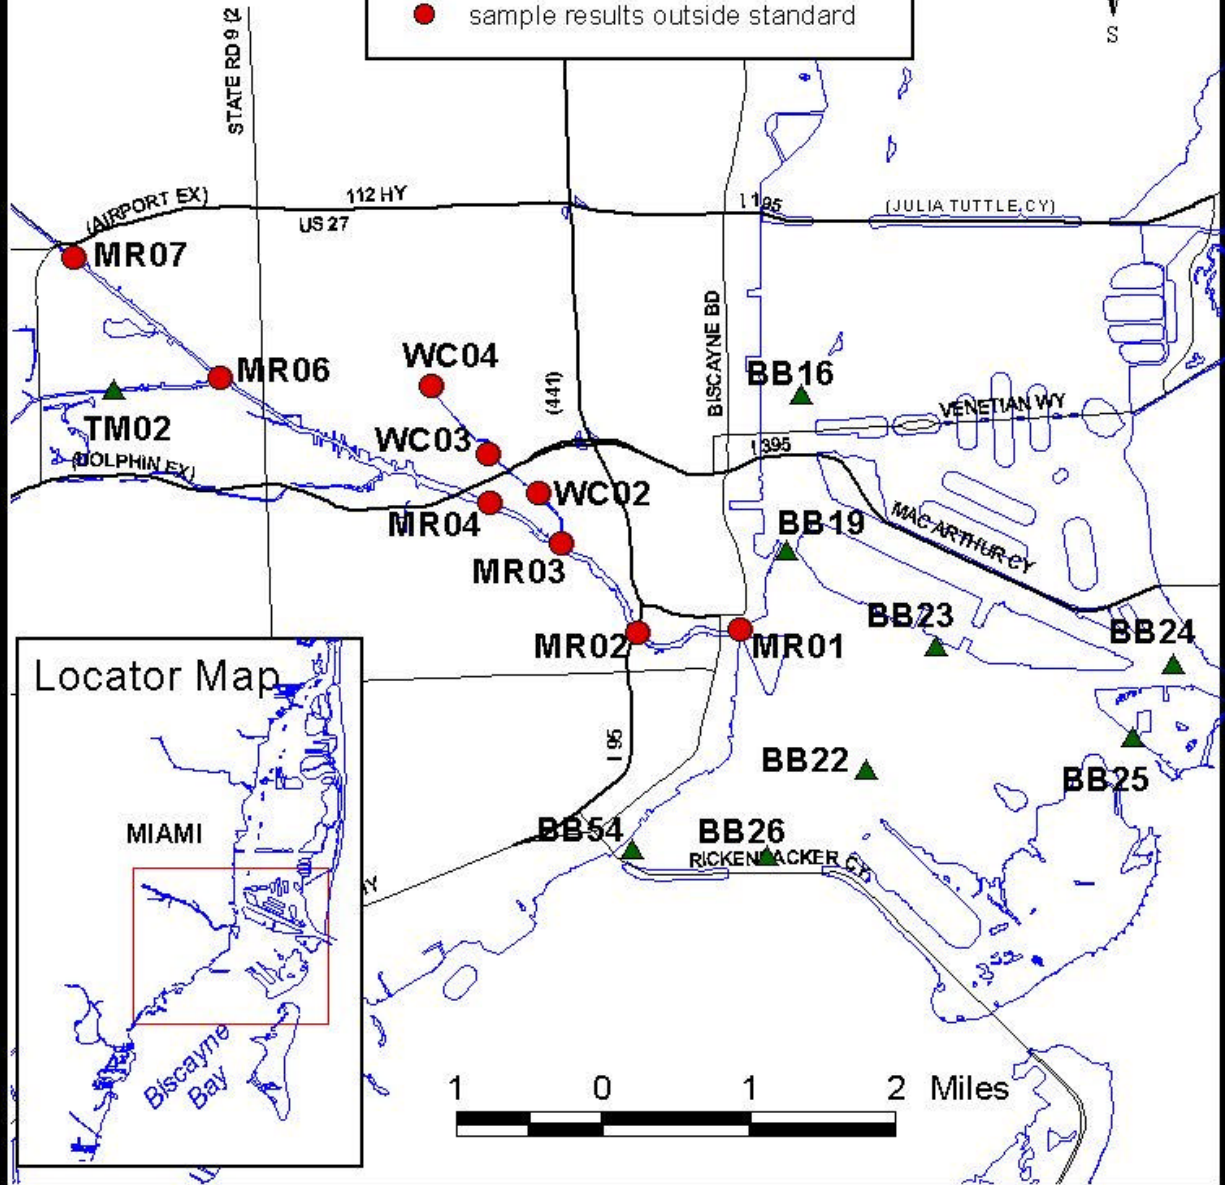 sample results outside standard
S
STATE RD 9 (2
(AIRPORT EX)
112 HY
US 27
I 195
(JULIA TUTTLE CY)
MR07
BISCAYNE BD
WC04
MR06
BB16
(441)
TM02
VENETIAN WY
WC03
I 395
(DOLPHIN EX)
WC02
MR04
BB19
MAC ARTHUR CY
MR03
BB23
BB24
MR02
MR01
Locator Map
I 95
BB22
BB25
MIAMI
BB54
BB26
RICKENBACKER CY
Biscayne
Bay
1 0 1 2 Miles